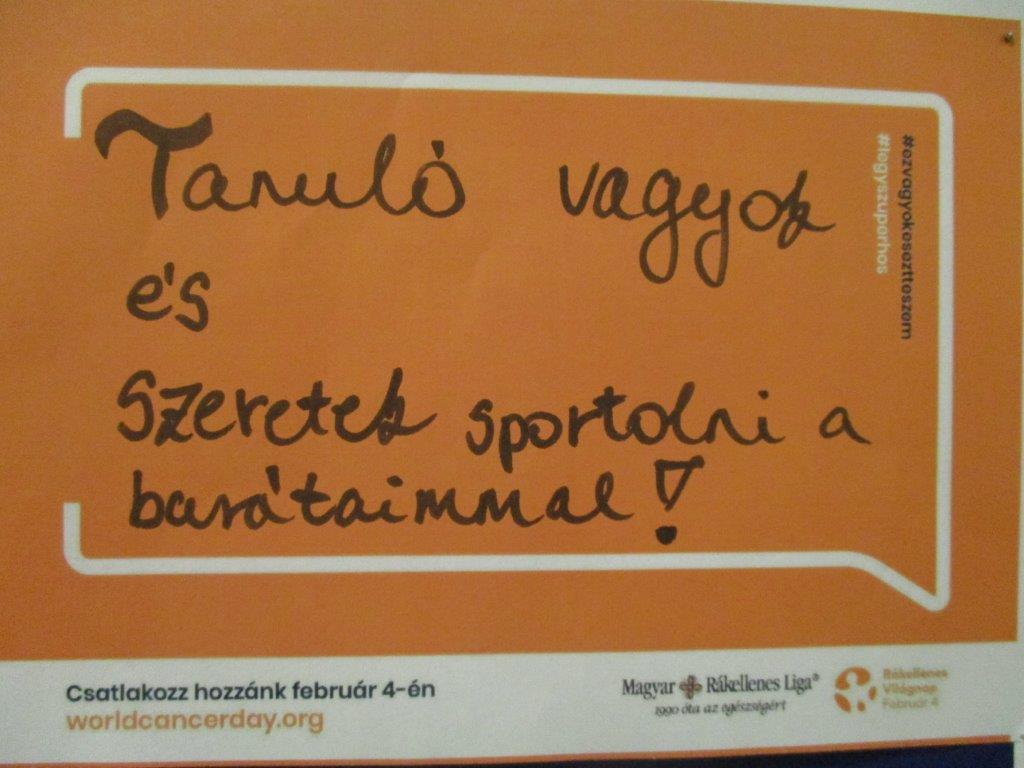 Tanuló vagyok
és
szeretek sportolni a
barátaimmal!
#ezvagyokeseztteszem
#legyszuperhos
Csatlakozz hozzánk február 4-én
worldcancerday.org
Magyar Rákellenes Liga®
1990 óta az egészségért
Rákellenes
Világnap
Február 4